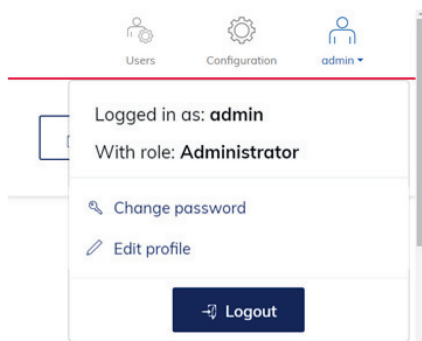 Users Configuration admin
Logged in as: admin
With role: Administrator
Change password
Edit profile
Logout